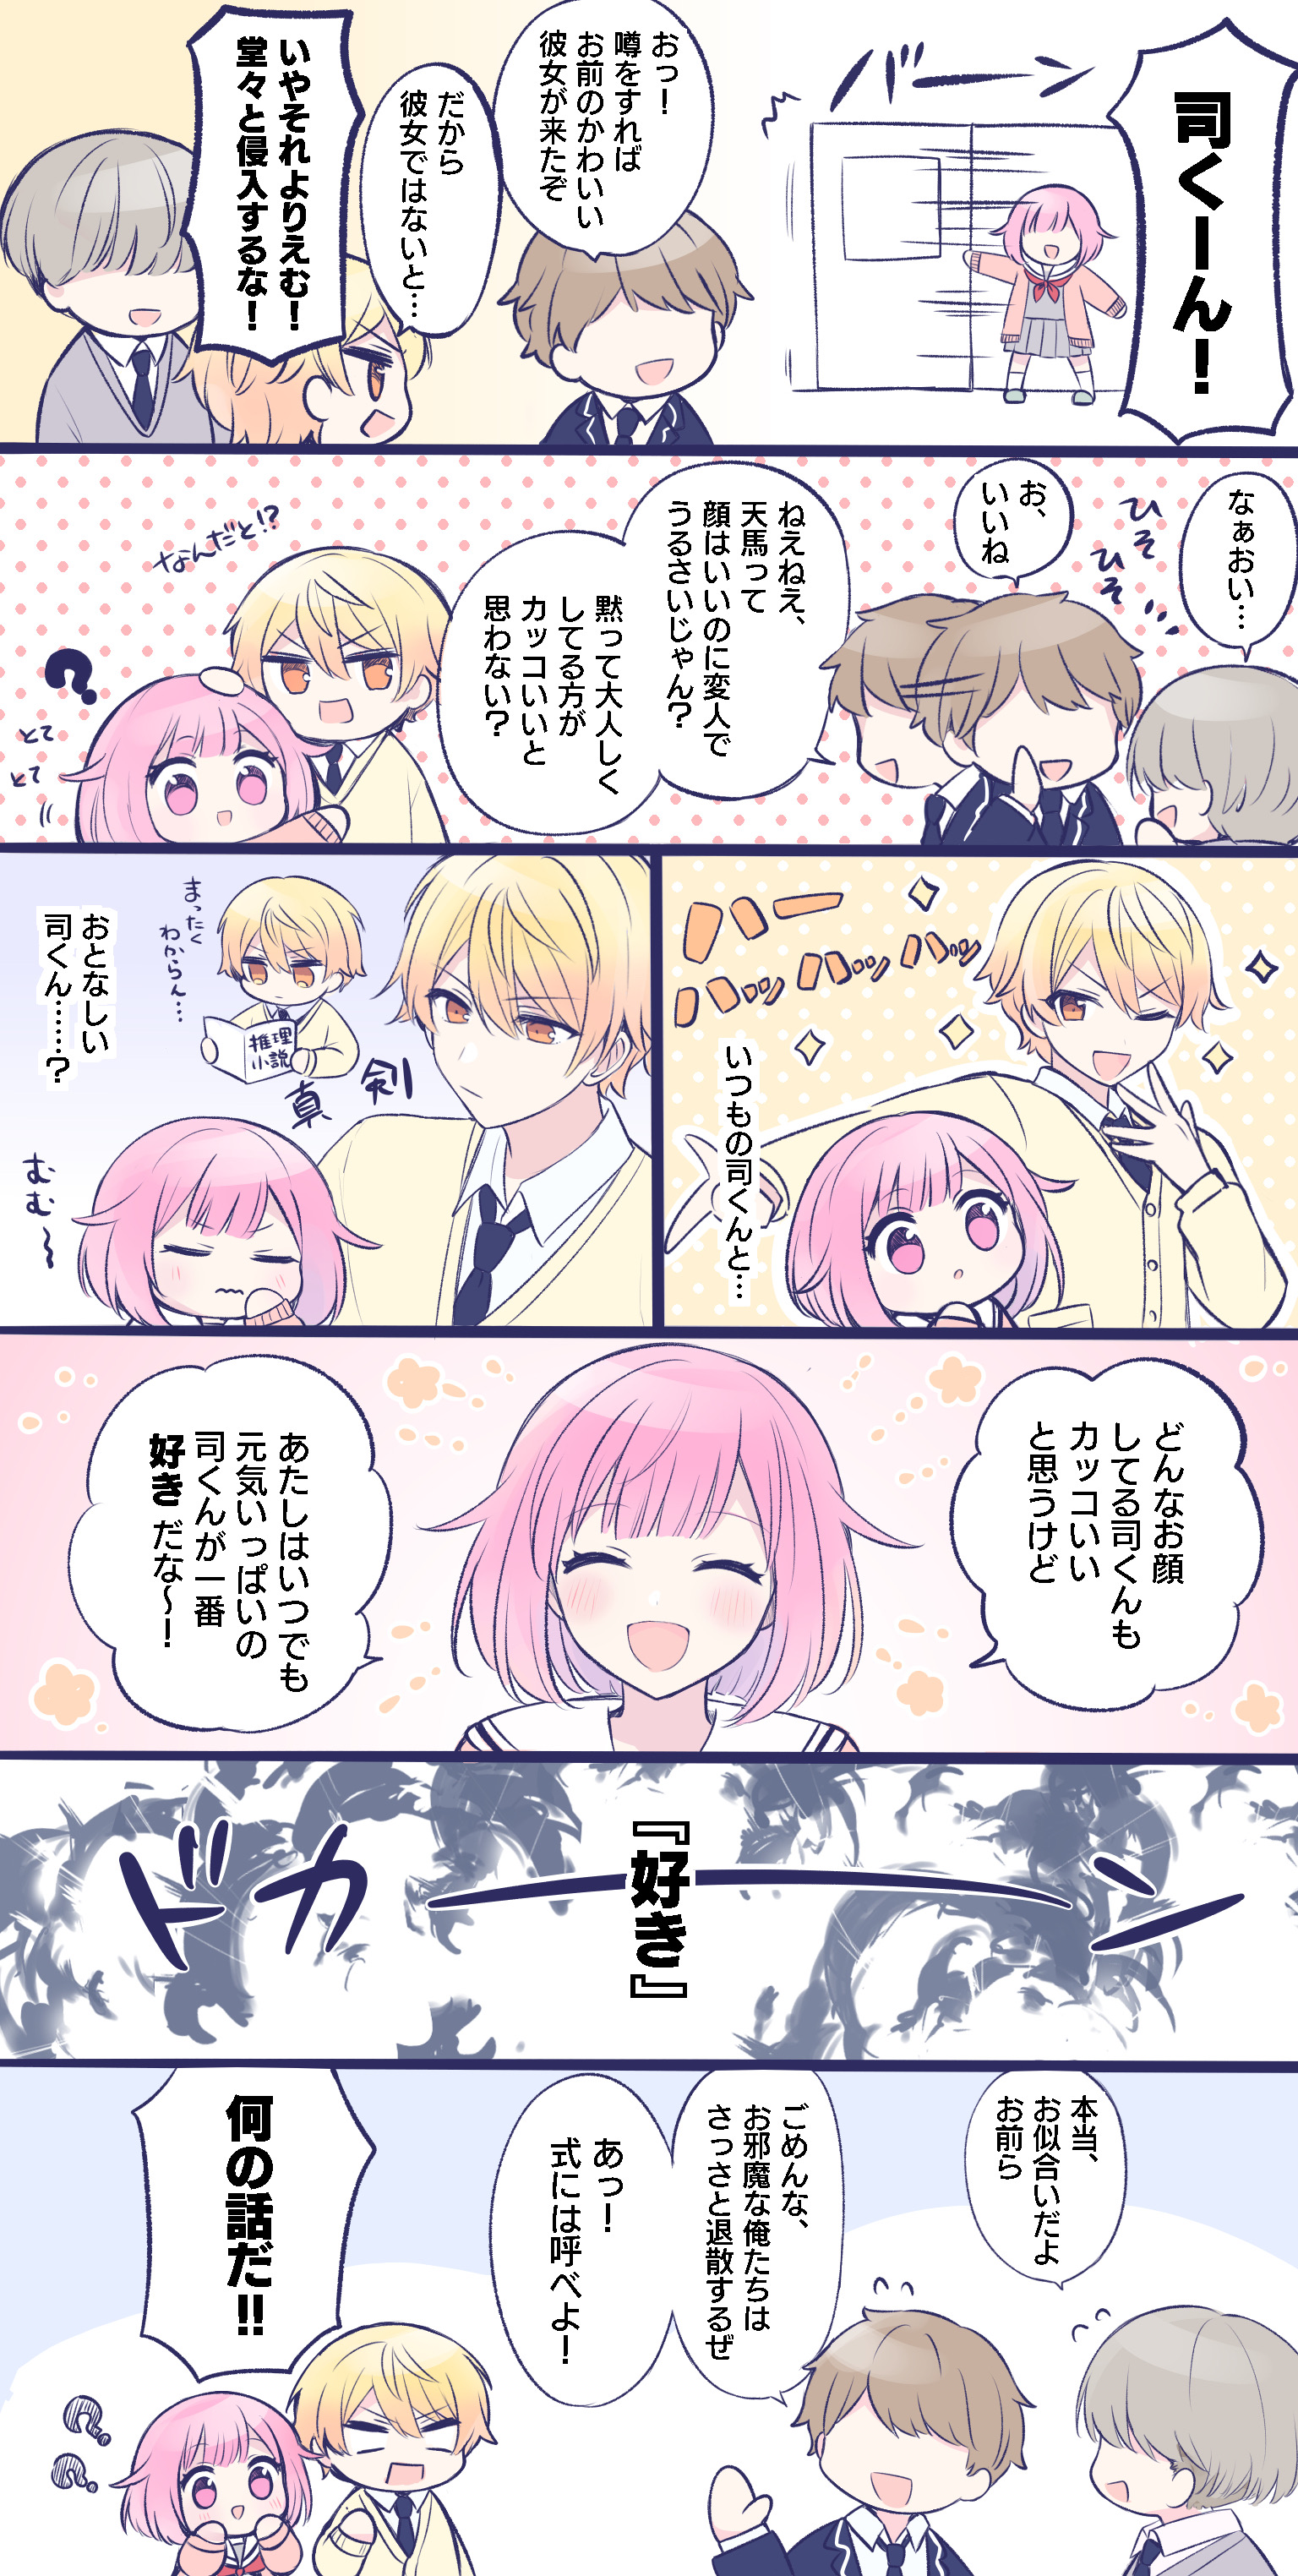 バーン
司くーん!
おっ!
噂をすれば
お前のかわいい
彼女が来たぞ
だから
彼女ではないと…
いやそれよりえむ!
堂々と侵入するな!
なぁおい…
ひそ
ひそ
お、
いいね
ねえねえ、
天馬って
顔はいいのに変人で
うるさいじゃん?
黙って大人しく
してる方が
カッコいいと
思わない?
なんだと!?
?
とて
とて
ハー
ハッハッハッ
いつもの司くんと…
真剣
まったく
わからん…
推理
小説
おとなしい
司くん……?
むむ〜
どんなお顔
してる司くんも
カッコいい
と思うけど
あたしはいつでも
元気いっぱいの
司くんが一番
好きだな〜!
『好き』
ドカーン
本当、
お似合いだよ
お前ら
ごめんな、
お邪魔な俺たちは
さっさと退散するぜ
あっ!
式には呼べよ!
何の話だ!!
?
?